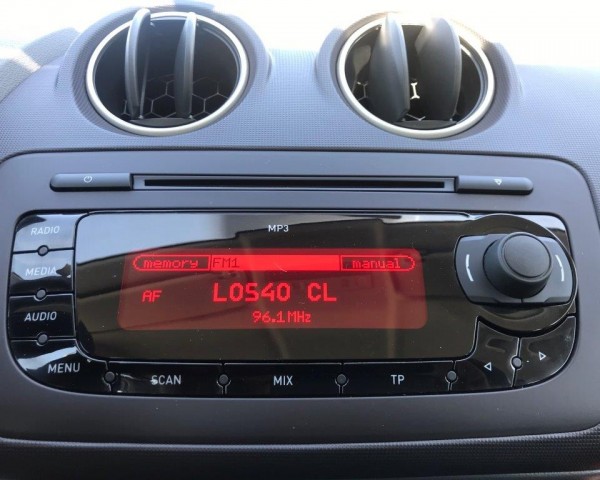 MP3
RADIO
MEDIA
AUDIO
MENU
memory FM1 manual
AF LOS40 CL
96.1MHz
SCAN MIX TP